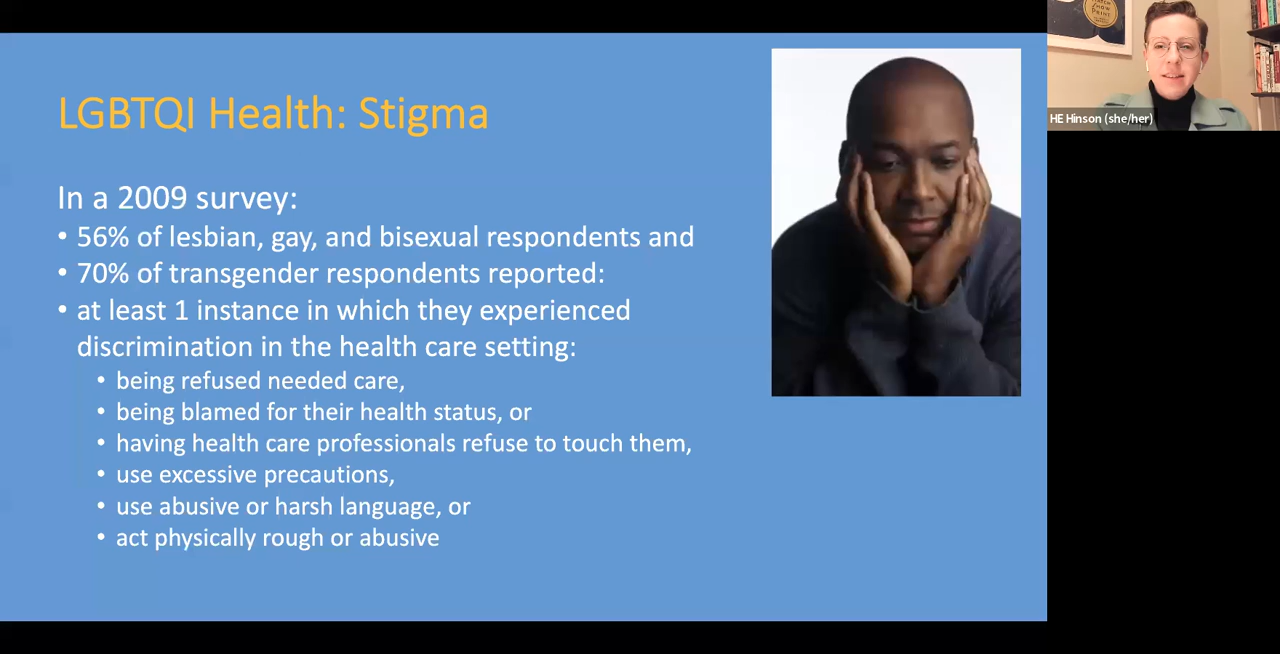 LGBTQI Health: Stigma
In a 2009 survey:
• 56% of lesbian, gay, and bisexual respondents and
• 70% of transgender respondents reported:
• at least 1 instance in which they experienced
discrimination in the health care setting:
• being refused needed care,
• being blamed for their health status, or
• having health care professionals refuse to touch them,
• use excessive precautions,
• use abusive or harsh language, or
• act physically rough or abusive
SHOW
PRINT
HE Hinson (she/her)